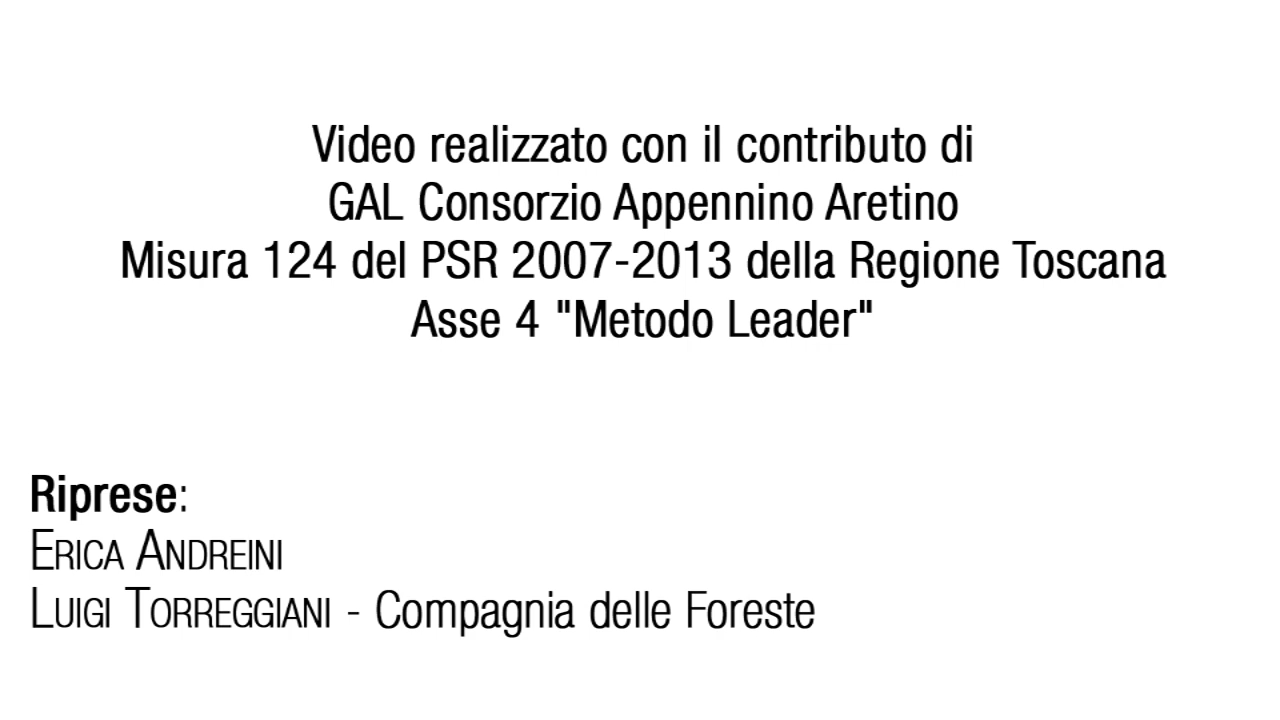 Video realizzato con il contributo di
GAL Consorzio Appennino Aretino
Misura 124 del PSR 2007-2013 della Regione Toscana
Asse 4 "Metodo Leader"
Riprese:
ERICA ANDREINI
LUIGI TORREGGIANI - Compagnia delle Foreste